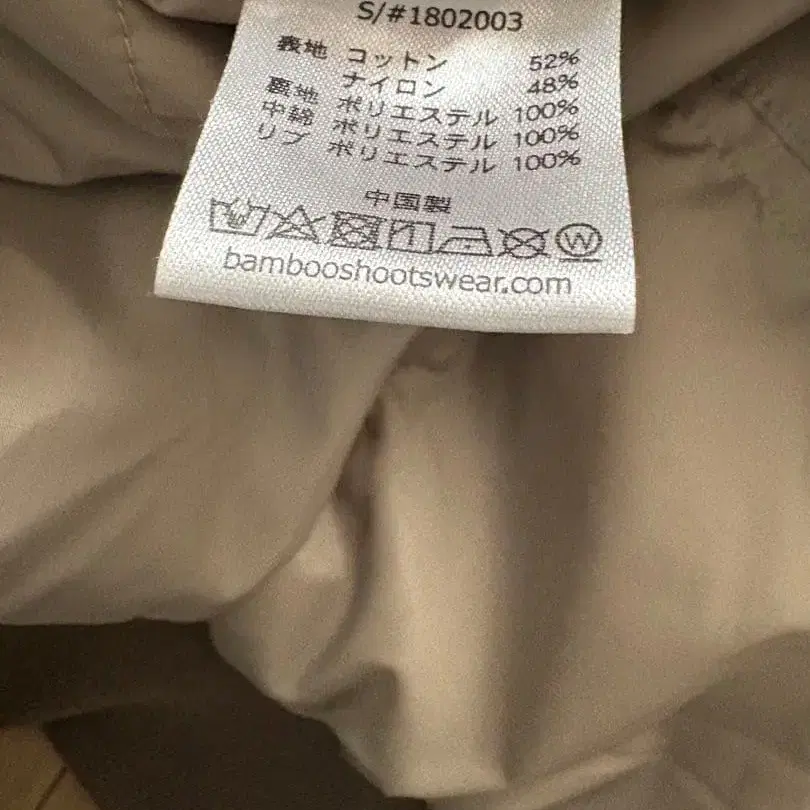 S/#1802003
表地 コットン 52%
ナイロン 48%
裏地 ポリエステル 100%
中綿 ポリエステル 100%
リブ ポリエステル 100%
中国製
W
bambooshootswear.com